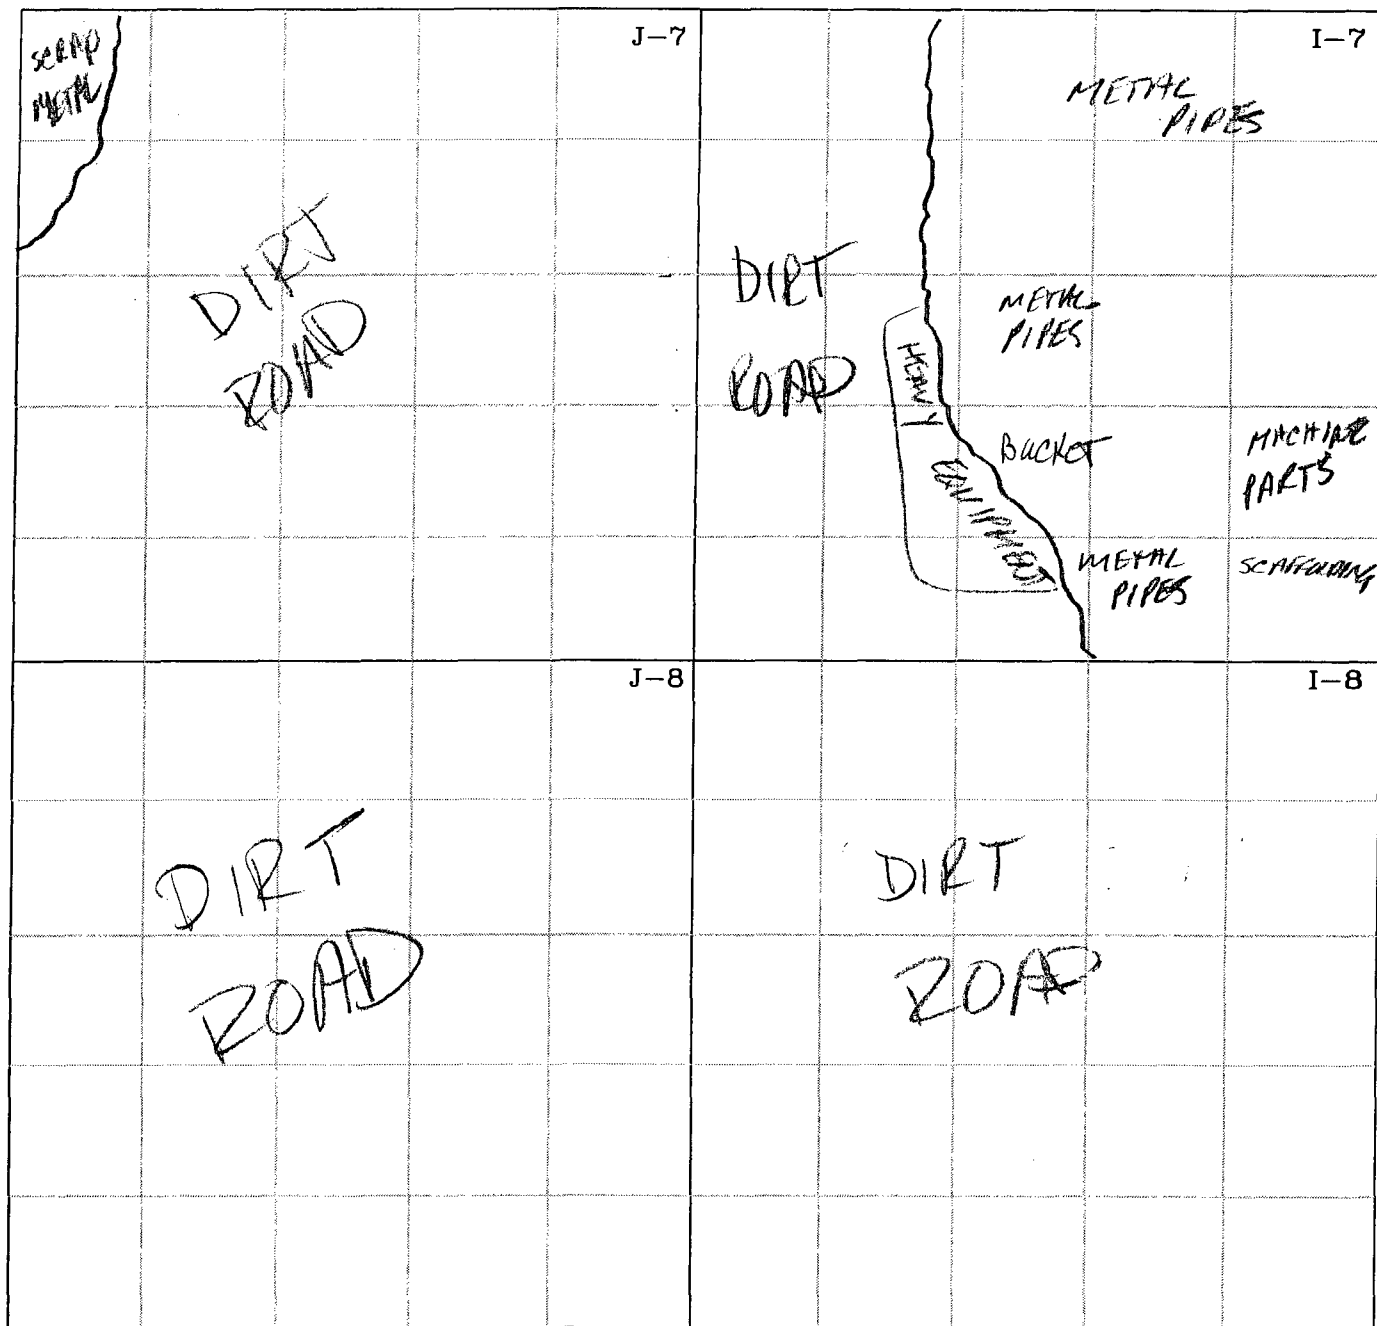 J-7
SCRAP
METAL
DIRT
ROAD
I-7
METAL
PIPES
DIRT
ROAD
METAL
PIPES
HEAVY
EQUIPMENT
BUCKET
MACHINE
PARTS
METAL
PIPES
SCAFFOLDING
J-8
DIRT
ROAD
I-8
DIRT
ROAD